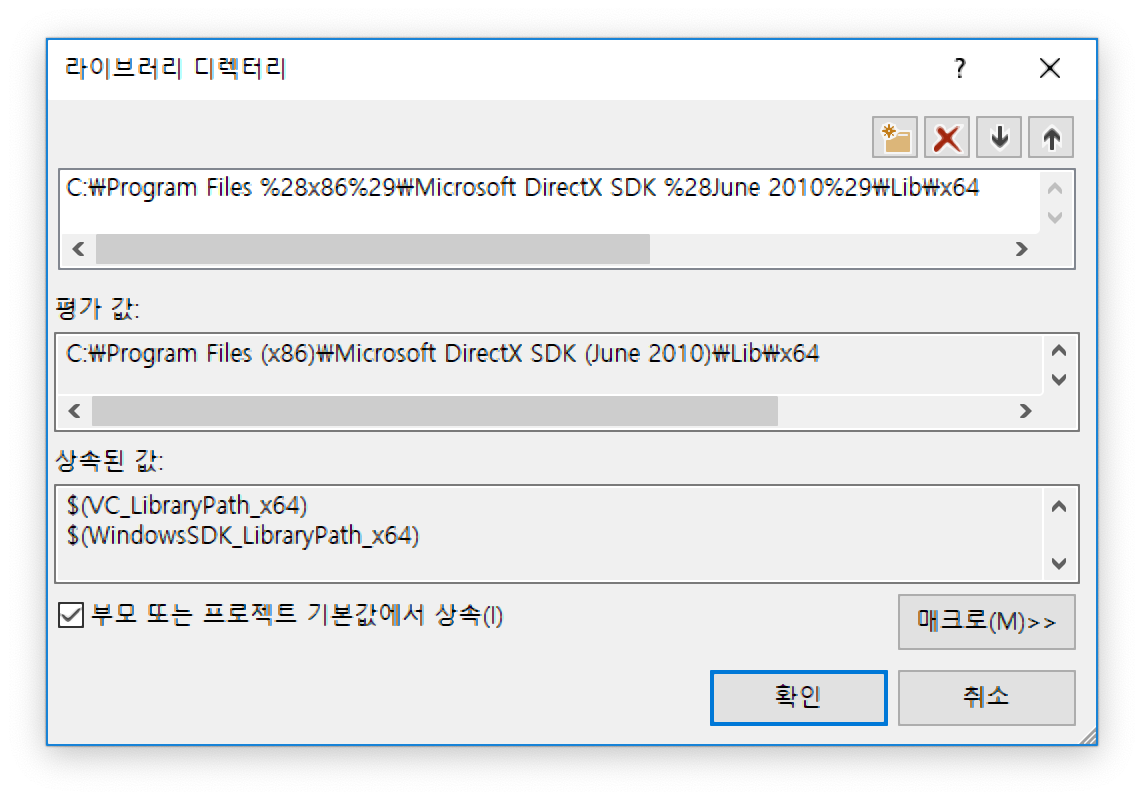 라이브러리 디렉터리
?
C:₩Program Files %28x86%29₩Microsoft DirectX SDK %28June 2010%29₩Lib₩x64
평가 값:
C:₩Program Files (x86)₩Microsoft DirectX SDK (June 2010)₩Lib₩x64
상속된 값:
$(VC_LibraryPath_x64)
$(WindowsSDK_LibraryPath_x64)
부모 또는 프로젝트 기본값에서 상속(I)
매크로(M)>>
확인
취소